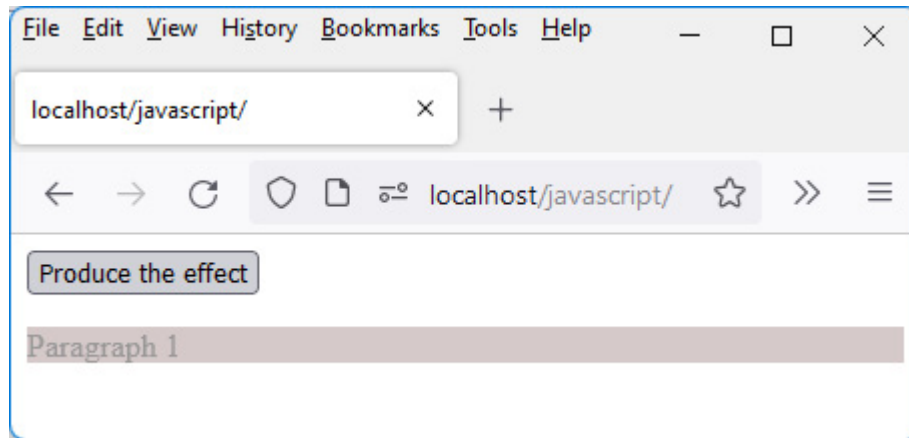 File Edit View History Bookmarks Tools Help
localhost/javascript/
localhost/javascript/
Produce the effect
Paragraph 1